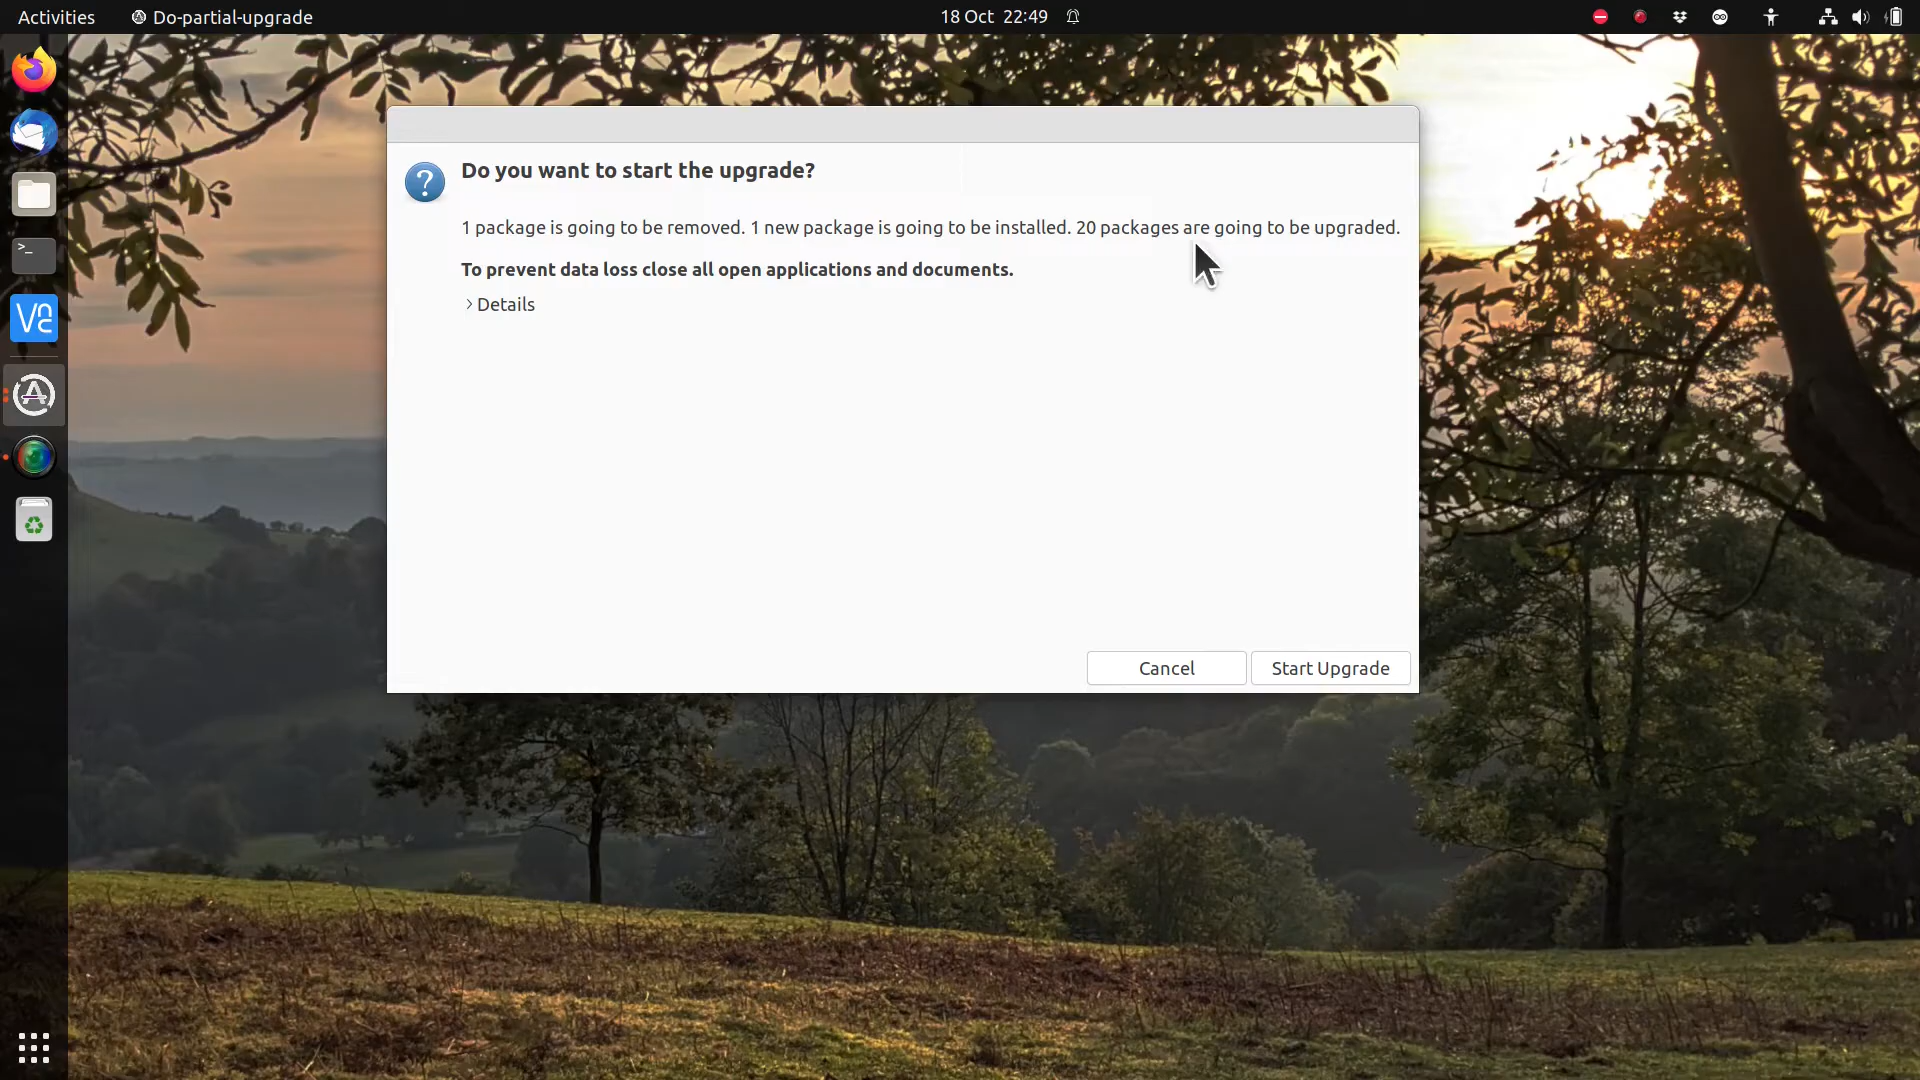 Activities
Do-partial-upgrade
18 Oct 22:49
>_
VNC
A
?
Do you want to start the upgrade?
1 package is going to be removed. 1 new package is going to be installed. 20 packages are going to be upgraded.
To prevent data loss close all open applications and documents.
Details
Cancel
Start Upgrade